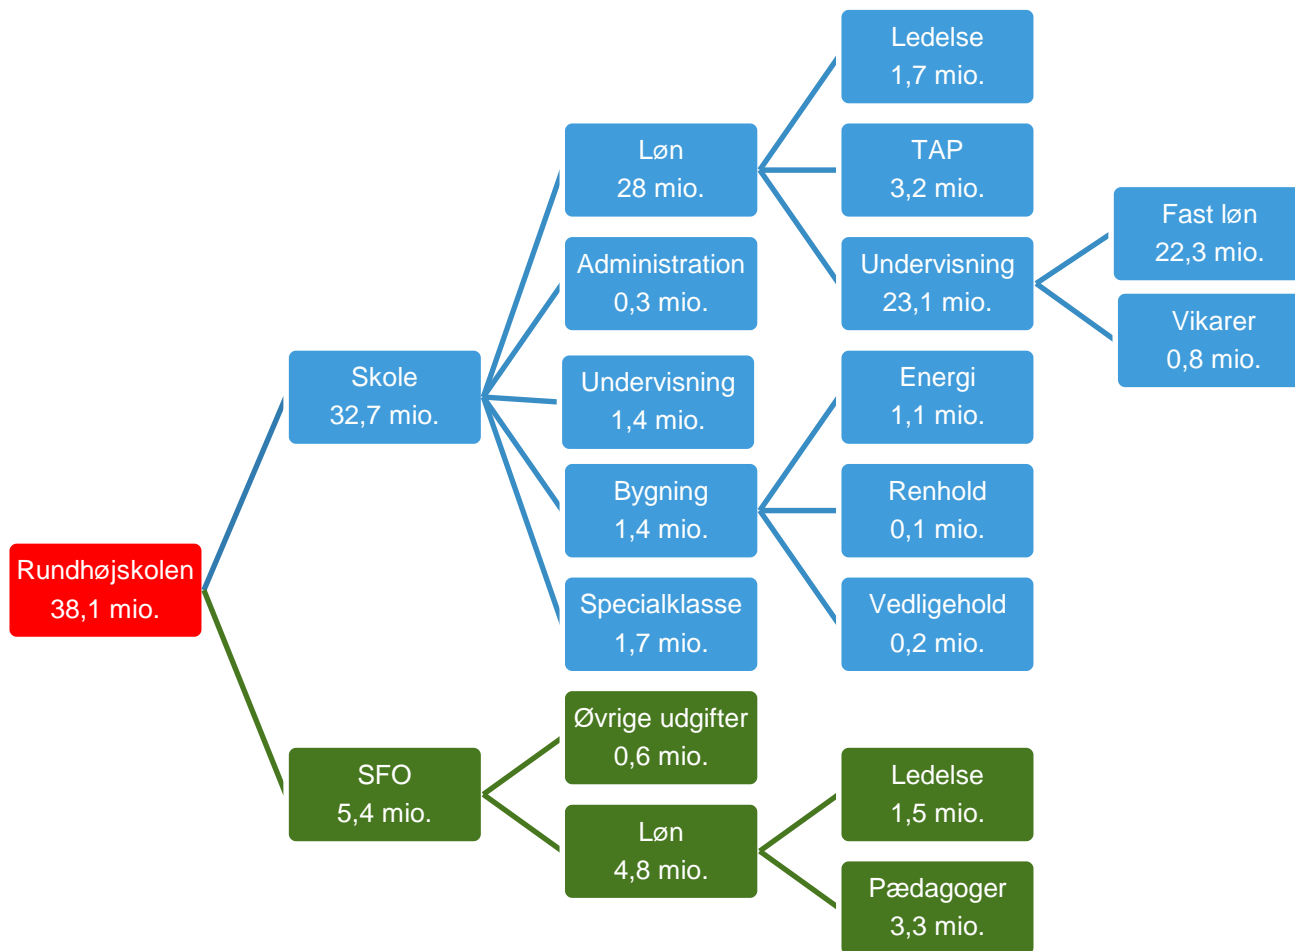 Rundhøjskolen
38,1 mio.
Skole
32,7 mio.
Løn
28 mio.
Ledelse
1,7 mio.
TAP
3,2 mio.
Undervisning
23,1 mio.
Fast løn
22,3 mio.
Vikarer
0,8 mio.
Administration
0,3 mio.
Undervisning
1,4 mio.
Bygning
1,4 mio.
Energi
1,1 mio.
Renhold
0,1 mio.
Vedligehold
0,2 mio.
Specialklasse
1,7 mio.
SFO
5,4 mio.
Øvrige udgifter
0,6 mio.
Løn
4,8 mio.
Ledelse
1,5 mio.
Pædagoger
3,3 mio.